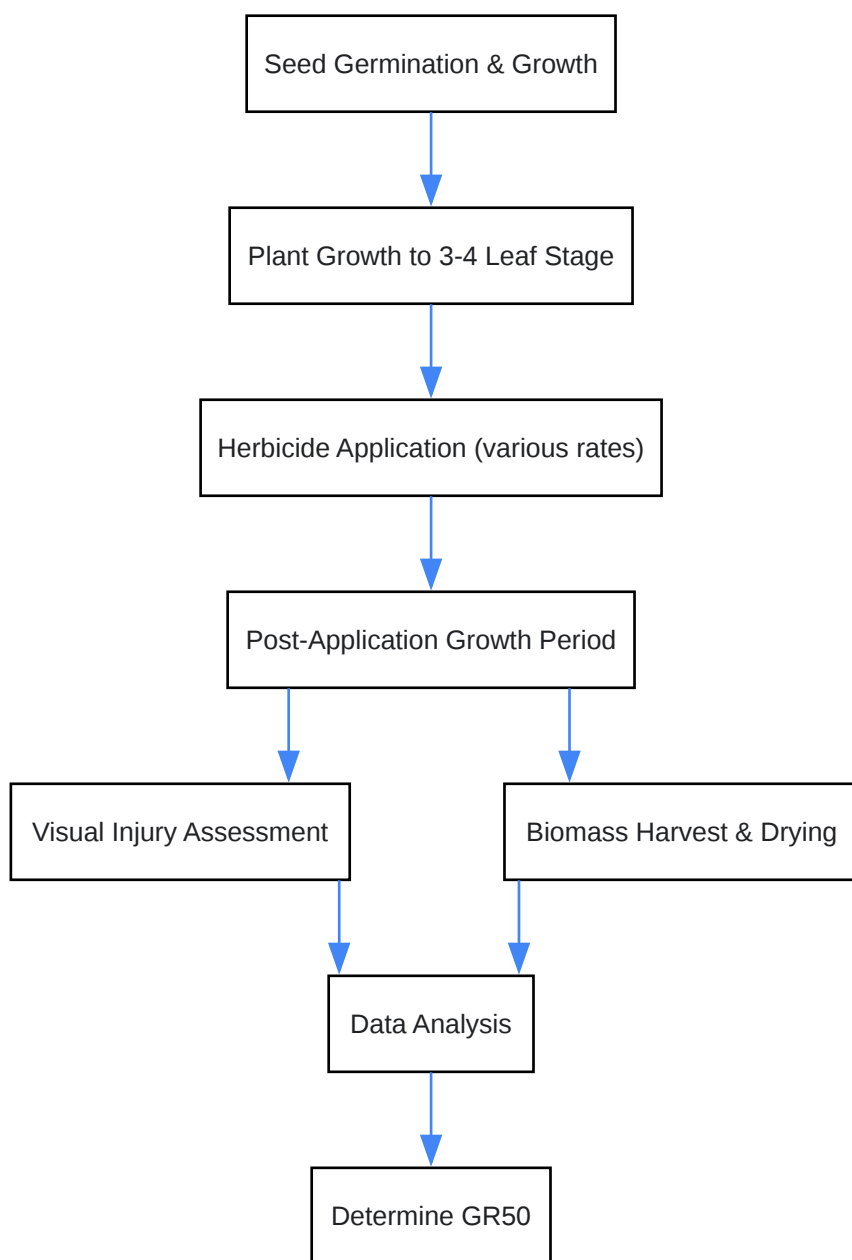 Seed Germination & Growth
Plant Growth to 3-4 Leaf Stage
Herbicide Application (various rates)
Post-Application Growth Period
Visual Injury Assessment
Biomass Harvest & Drying
Data Analysis
Determine GR50